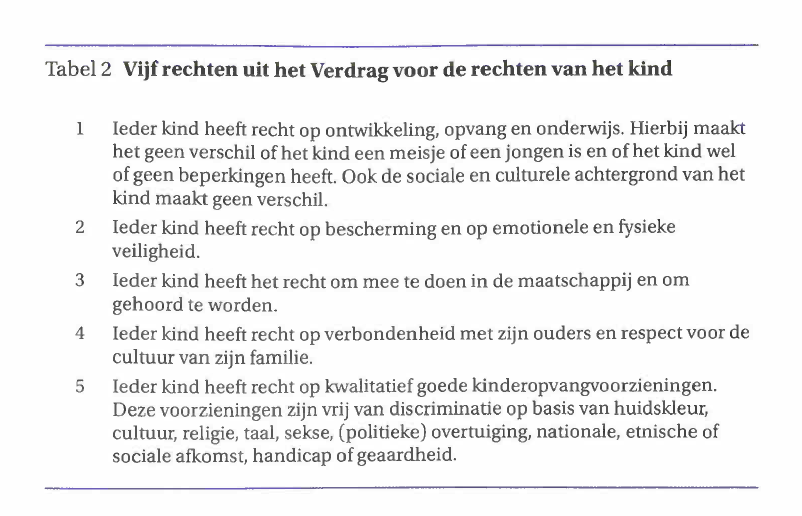 Tabel 2 Vijf rechten uit het Verdrag voor de rechten van het kind
1 Ieder kind heeft recht op ontwikkeling, opvang en onderwijs. Hierbij maakt
het geen verschil of het kind een meisje of een jongen is en of het kind wel
of geen beperkingen heeft. Ook de sociale en culturele achtergrond van het
kind maakt geen verschil.
2 Ieder kind heeft recht op bescherming en op emotionele en fysieke
veiligheid.
3 Ieder kind heeft het recht om mee te doen in de maatschappij en om
gehoord te worden.
4 Ieder kind heeft recht op verbondenheid met zijn ouders en respect voor de
cultuur van zijn familie.
5 Ieder kind heeft recht op kwalitatief goede kinderopvangvoorzieningen.
Deze voorzieningen zijn vrij van discriminatie op basis van huidskleur,
cultuur, religie, taal, sekse, (politieke) overtuiging, nationale, etnische of
sociale afkomst, handicap of geaardheid.